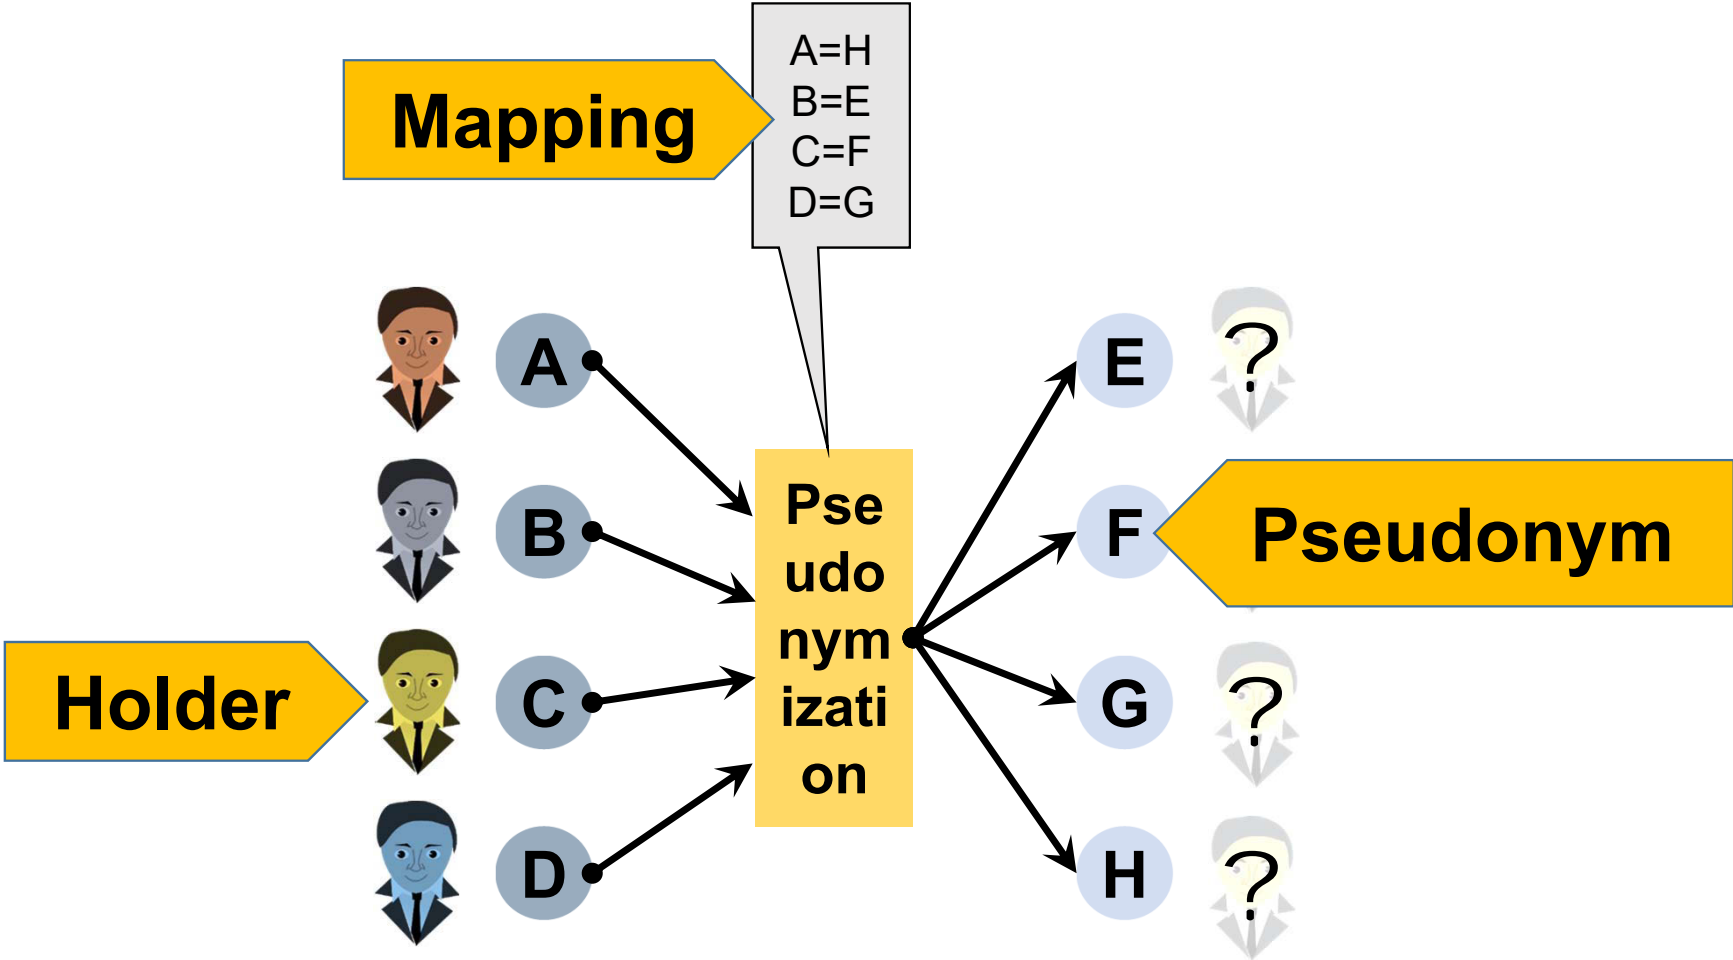 A=H
B=E
C=F
D=G
Mapping
A
B
C
D
Holder
Pse
udo
nym
izati
on
E
?
F
Pseudonym
G
?
H
?